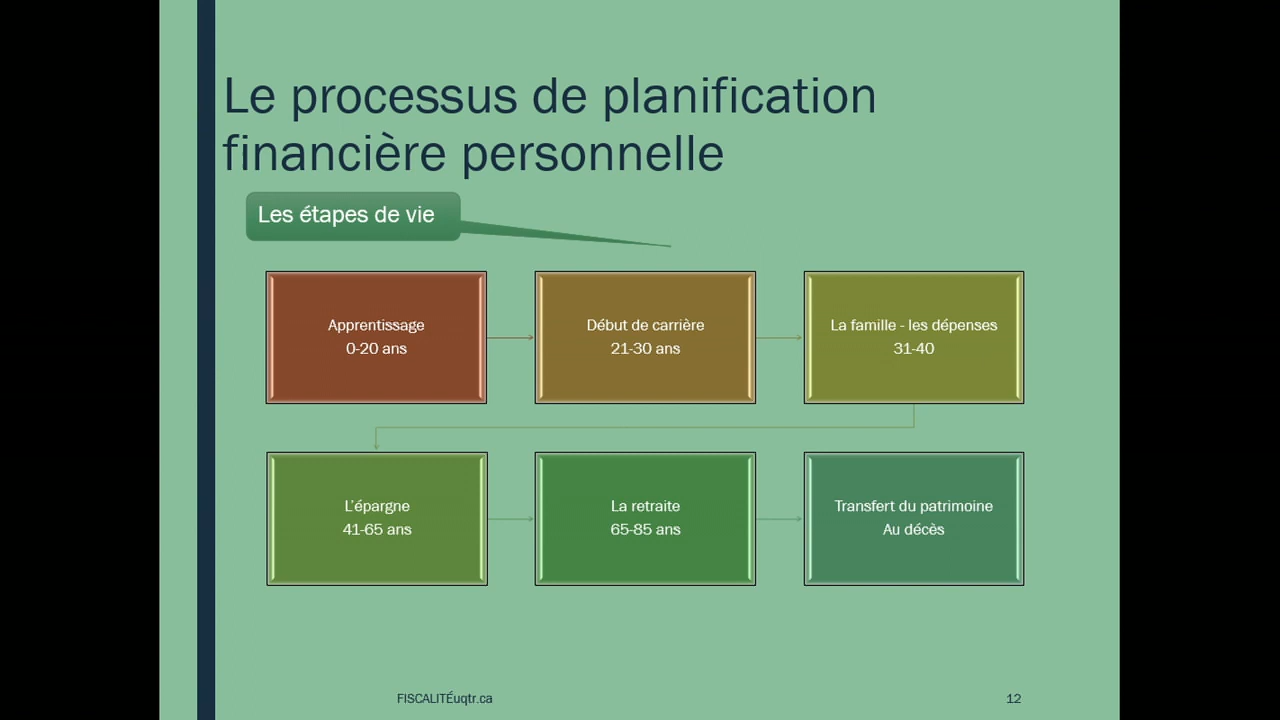 Le processus de planification
financière personnelle
Les étapes de vie
Apprentissage
0-20 ans
Début de carrière
21-30 ans
La famille - les dépenses
31-40
L'épargne
41-65 ans
La retraite
65-85 ans
Transfert du patrimoine
Au décès
FISCALITÉuqtr.ca
12